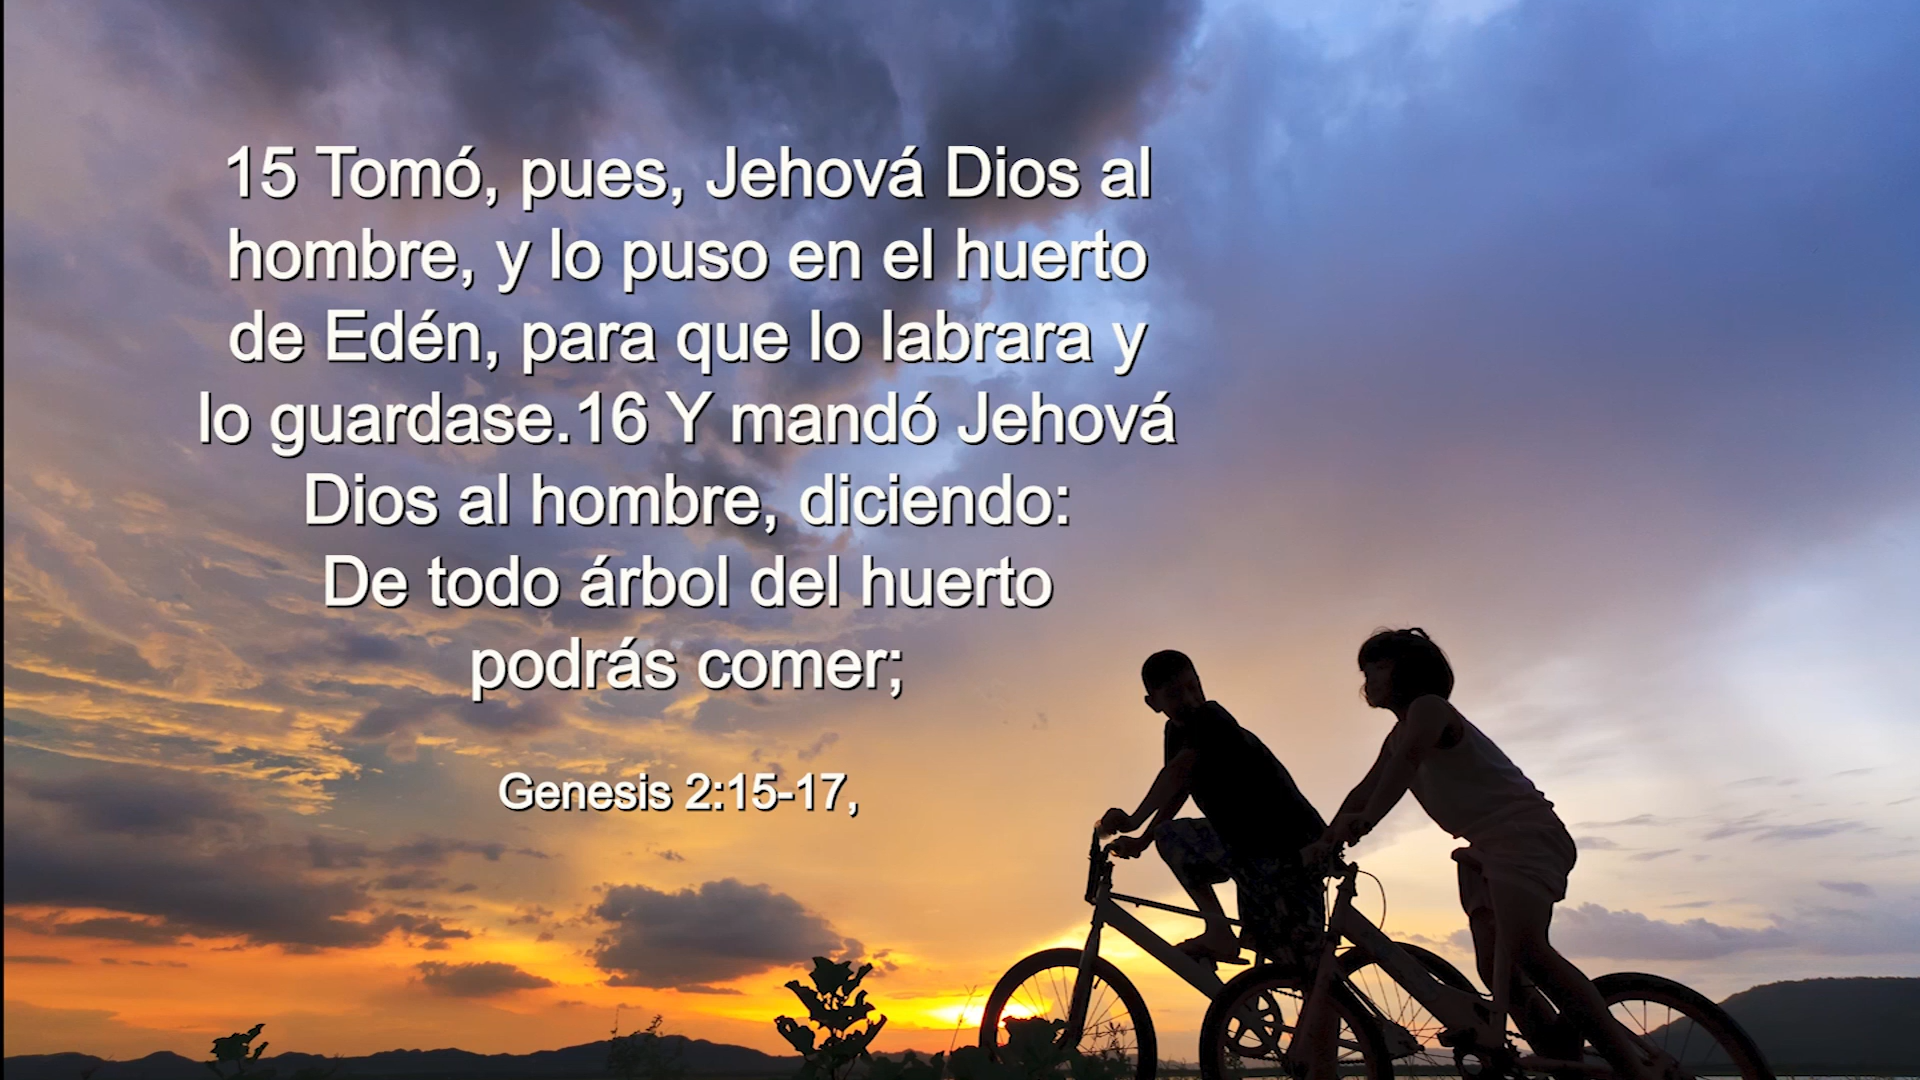 15 Tomó, pues, Jehová Dios al
hombre, y lo puso en el huerto
de Edén, para que lo labrara y
lo guardase.16 Y mandó Jehová
Dios al hombre, diciendo:
De todo árbol del huerto
podrás comer;
Genesis 2:15-17,